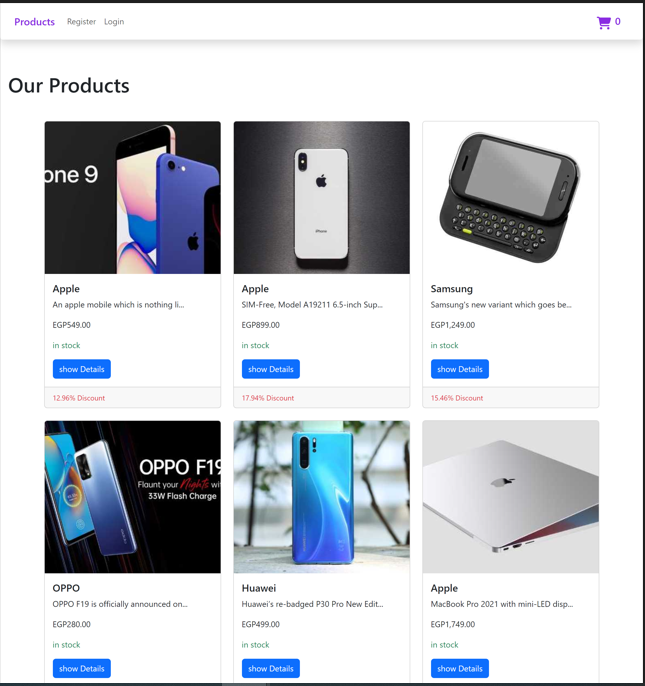 Products Register Login 0
Our Products
one 9
iPhone
Apple
An apple mobile which is nothing li...
EGP549.00
in stock
show Details
12.96% Discount
Apple
SIM-Free, Model A19211 6.5-inch Sup...
EGP899.00
in stock
show Details
17.94% Discount
Samsung
Samsung's new variant which goes be...
EGP1,249.00
in stock
show Details
15.46% Discount
OPPO F19
Flaunt your Nights wi
33W Flash Charge
OPPO
OPPO F19 is officially announced on...
EGP280.00
in stock
show Details
Huawei
Huawei's re-badged P30 Pro New Edit...
EGP499.00
in stock
show Details
Apple
MacBook Pro 2021 with mini-LED disp...
EGP1,749.00
in stock
show Details